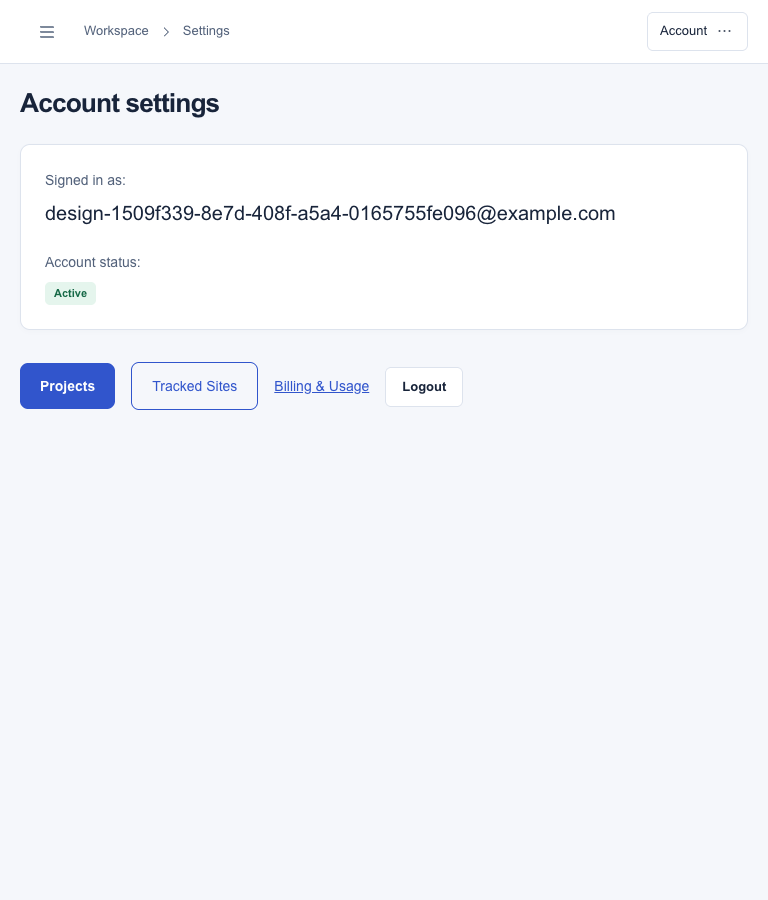 Workspace > Settings
Account ···
Account settings
Signed in as:
design-1509f339-8e7d-408f-a5a4-0165755fe096@example.com
Account status:
Active
Projects
Tracked Sites
Billing & Usage
Logout